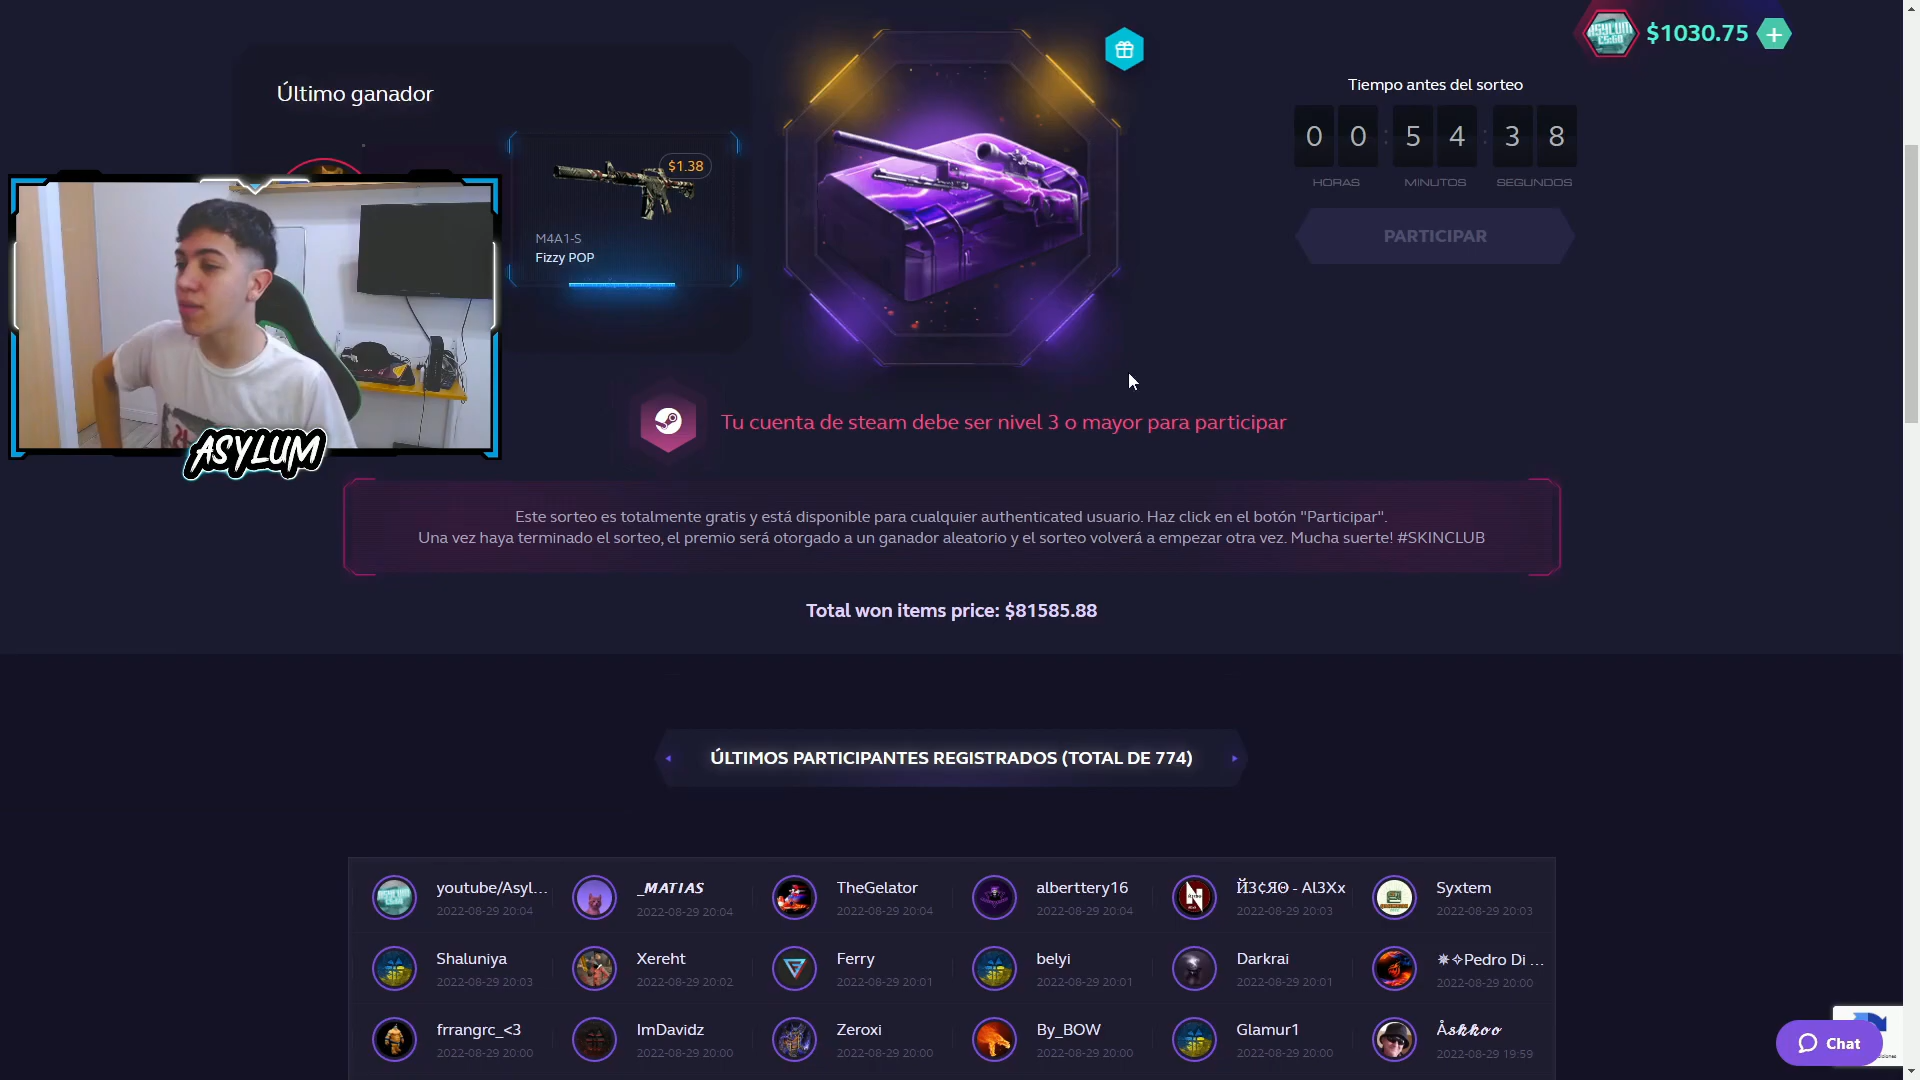 $1030.75
Último ganador
Tiempo antes del sorteo
0 0 : 5 4 : 3 8
HORAS MINUTOS SEGUNDOS
PARTICIPAR
$1.38
M4A1-S
Fizzy POP
ASYLUM
Tu cuenta de steam debe ser nivel 3 o mayor para participar
Este sorteo es totalmente gratis y está disponible para cualquier authenticated usuario. Haz click en el botón "Participar".
Una vez haya terminado el sorteo, el premio será otorgado a un ganador aleatorio y el sorteo volverá a empezar otra vez. Mucha suerte! #SKINCLUB
Total won items price: $81585.88
ÚLTIMOS PARTICIPANTES REGISTRADOS (TOTAL DE 774)
youtube/Asyl... _MATIAS TheGelator alberttery16 Й3¢ЯΘ - Al3Xx Syxtem
2022-08-29 20:04 2022-08-29 20:04 2022-08-29 20:04 2022-08-29 20:04 2022-08-29 20:03 2022-08-29 20:03
Shaluniya Xereht Ferry belyi Darkrai ✵✧Pedro Di ...
2022-08-29 20:03 2022-08-29 20:02 2022-08-29 20:01 2022-08-29 20:01 2022-08-29 20:01 2022-08-29 20:00
frrangrc_<3 ImDavidz Zeroxi By_BOW Glamur1 Å𝓼𝓴𝓴𝓸𝓸
2022-08-29 20:00 2022-08-29 20:00 2022-08-29 20:00 2022-08-29 20:00 2022-08-29 20:00 2022-08-29 19:59
Chat